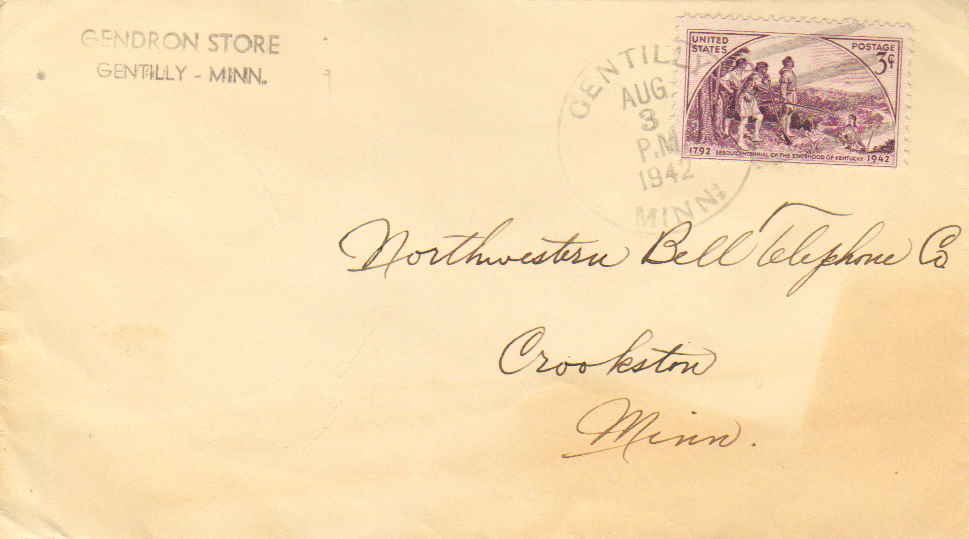 GENDRON STORE
GENTILLY - MINN.
GENTILLY
AUG
3
P.M
1942
MINN.
UNITED STATES
POSTAGE
3¢
1792 SESQUICENTENNIAL OF THE STATEHOOD OF KENTUCKY 1942
Northwestern Bell Telephone Co
Crookston
Minn.